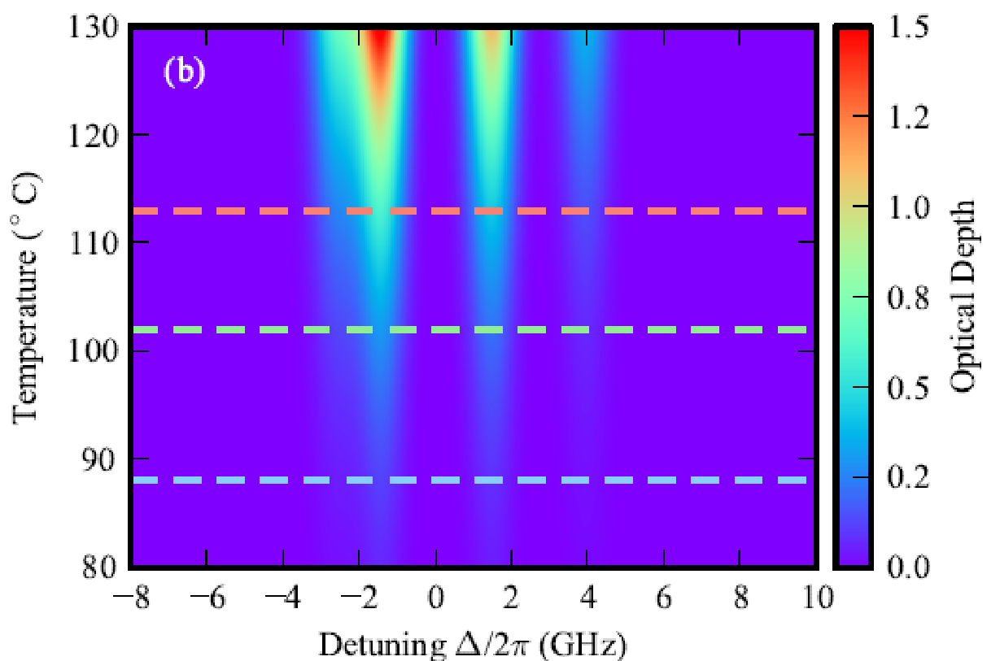 (b)
130
120
110
100
90
80
Temperature (° C)
−8 −6 −4 −2 0 2 4 6 8 10
Detuning Δ/2π (GHz)
1.5
1.2
1.0
0.8
0.5
0.2
0.0
Optical Depth